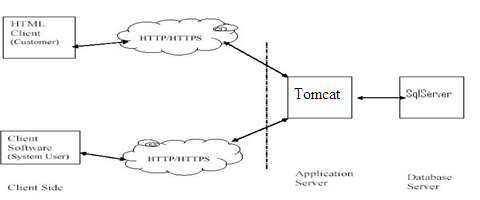 HTML
Client
(Customer)
HTTP/HTTPS
Tomcat
SqlServer
Client
Software
(System User)
HTTP/HTTPS
Client Side
Application
Server
Database
Server